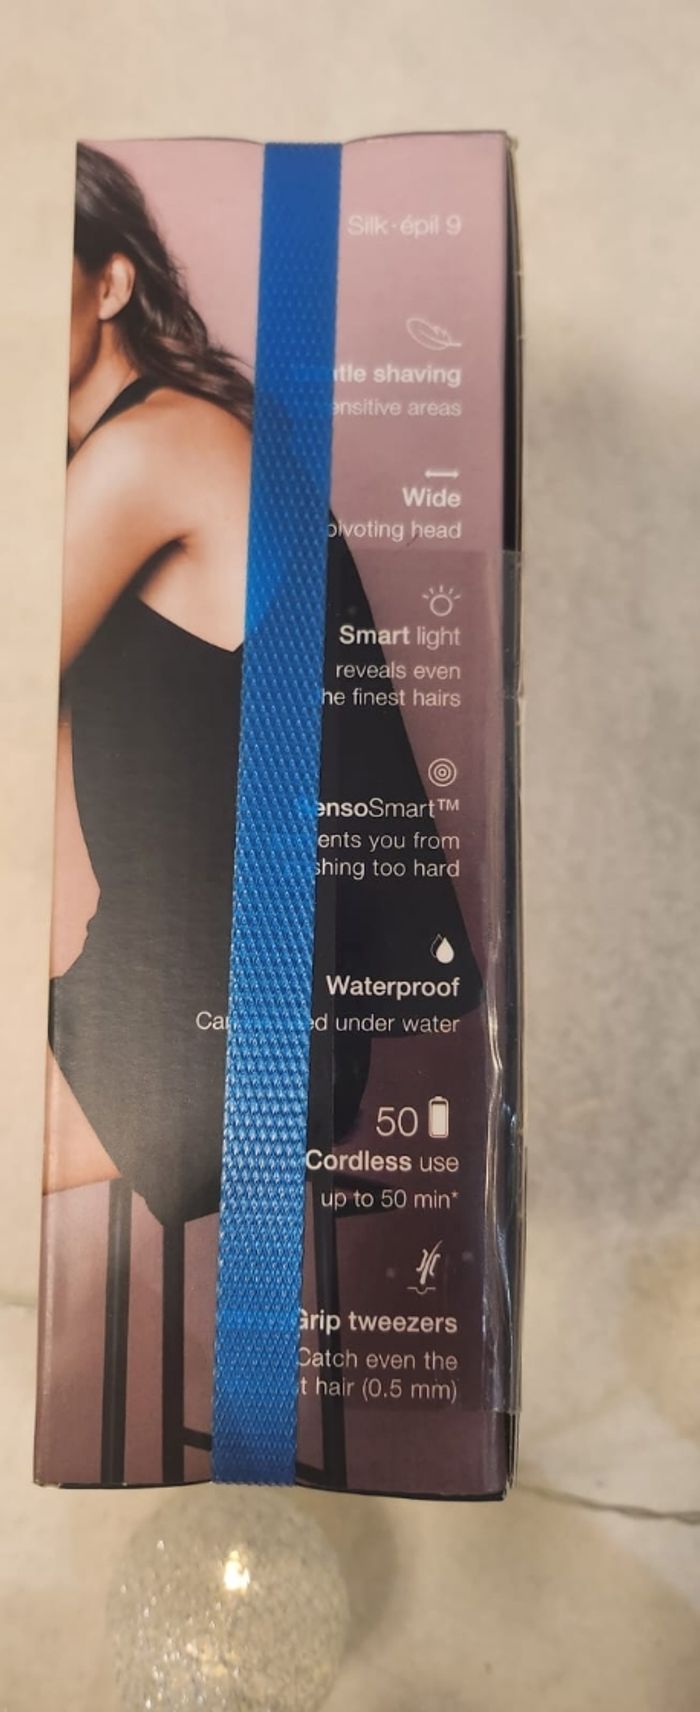 Silk·épil 9
tle shaving
ensitive areas
Wide
pivoting head
Smart light
reveals even
he finest hairs
ensoSmart™
ents you from
shing too hard
Waterproof
Ca ed under water
50
Cordless use
up to 50 min*
Grip tweezers
Catch even the
t hair (0.5 mm)